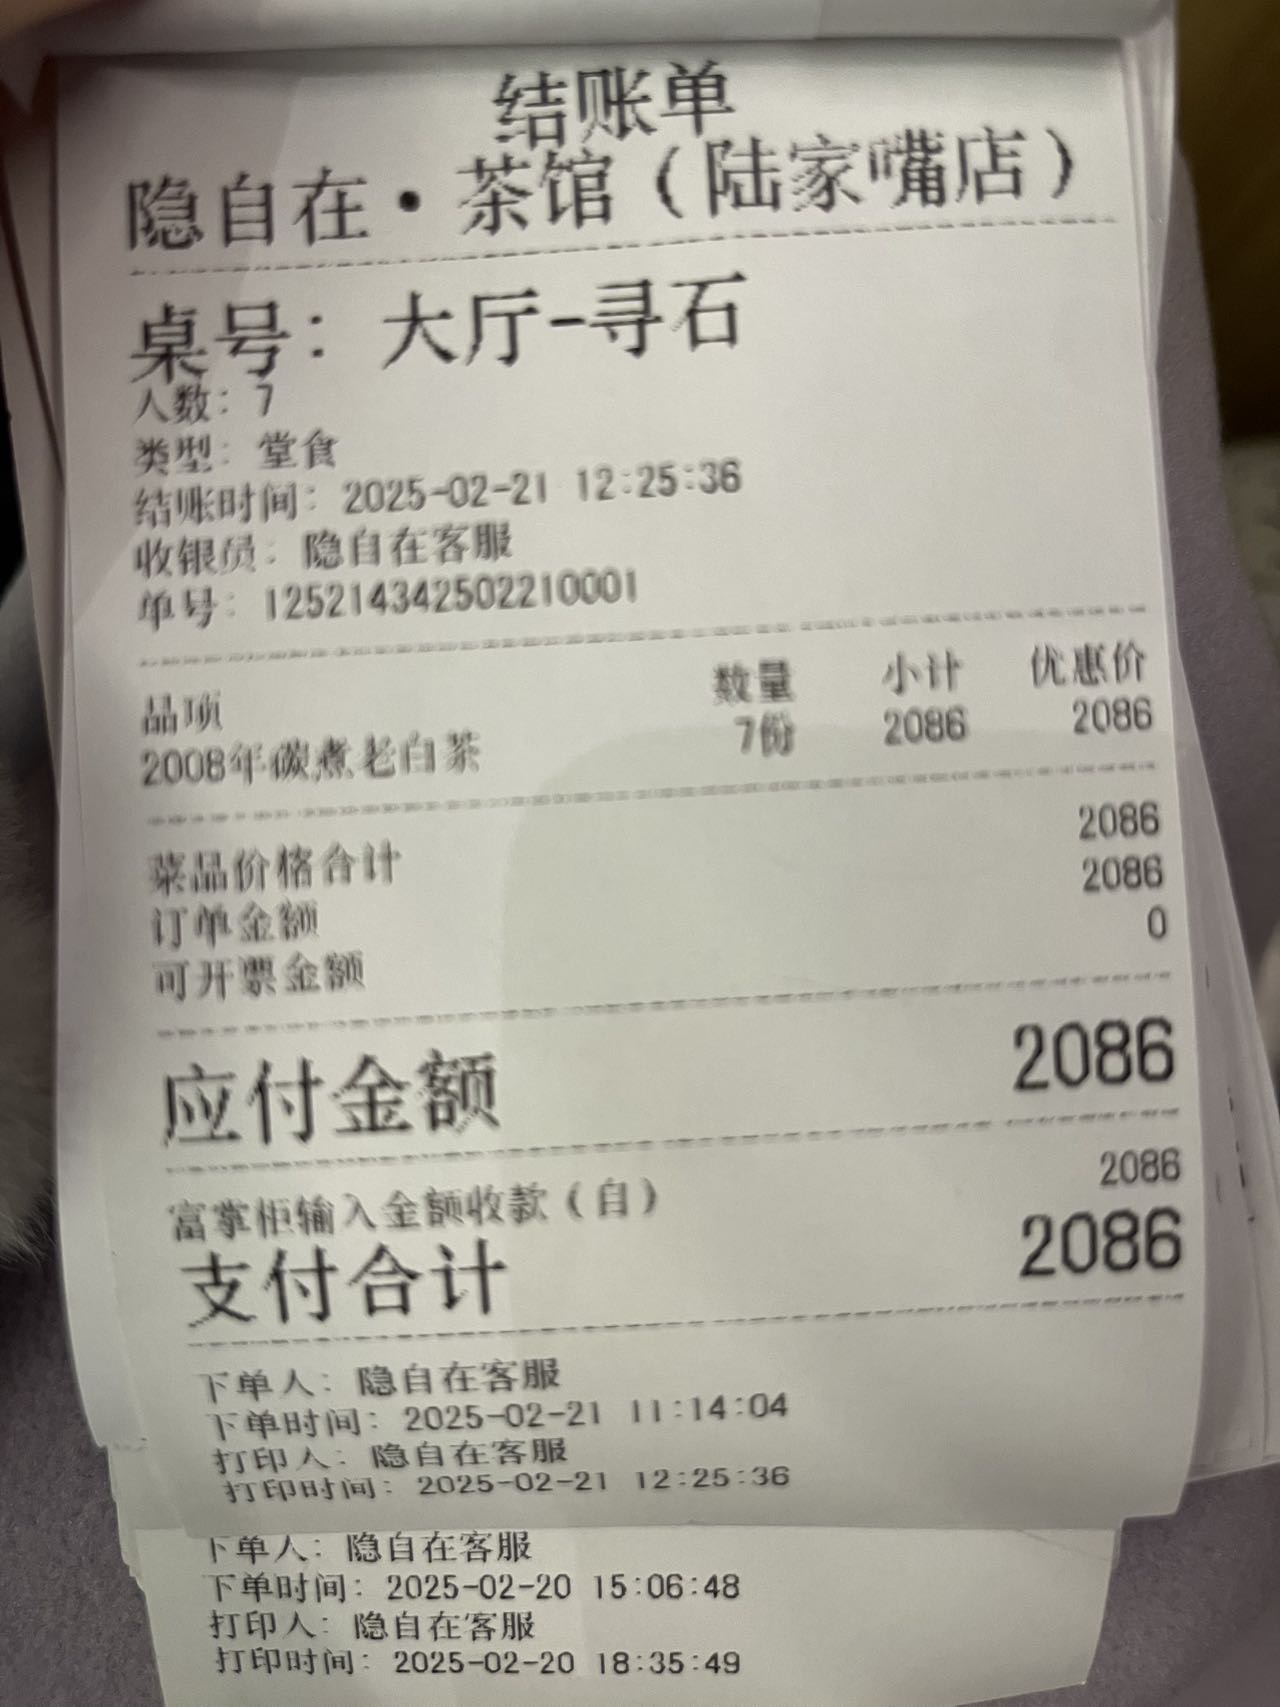 结账单
隐自在·茶馆（陆家嘴店）
桌号：大厅-寻石
人数：7
类型：堂食
结账时间：2025-02-21 12:25:36
收银员：隐自在客服
单号：125214342502210001
品项 数量 小计 优惠价
2008年碳煮老白茶 7份 2086 2086
菜品价格合计 2086
订单金额 2086
可开票金额 0
应付金额 2086
富掌柜输入金额收款（自） 2086
支付合计 2086
下单人：隐自在客服
下单时间：2025-02-21 11:14:04
打印人：隐自在客服
打印时间：2025-02-21 12:25:36
下单人：隐自在客服
下单时间：2025-02-20 15:06:48
打印人：隐自在客服
打印时间：2025-02-20 18:35:49